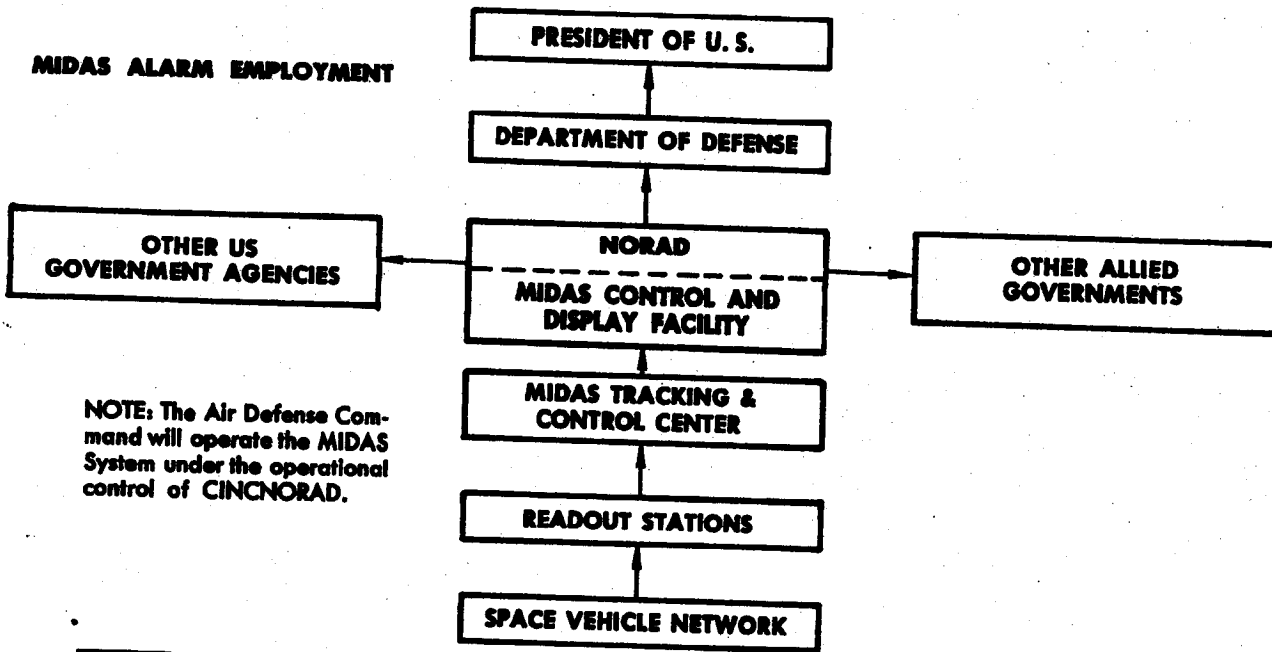 PRESIDENT OF U. S.
MIDAS ALARM EMPLOYMENT
DEPARTMENT OF DEFENSE
OTHER US
GOVERNMENT AGENCIES
NORAD
MIDAS CONTROL AND
DISPLAY FACILITY
OTHER ALLIED
GOVERNMENTS
MIDAS TRACKING &
CONTROL CENTER
NOTE: The Air Defense Com-
mand will operate the MIDAS
System under the operational
control of CINCNORAD.
READOUT STATIONS
SPACE VEHICLE NETWORK